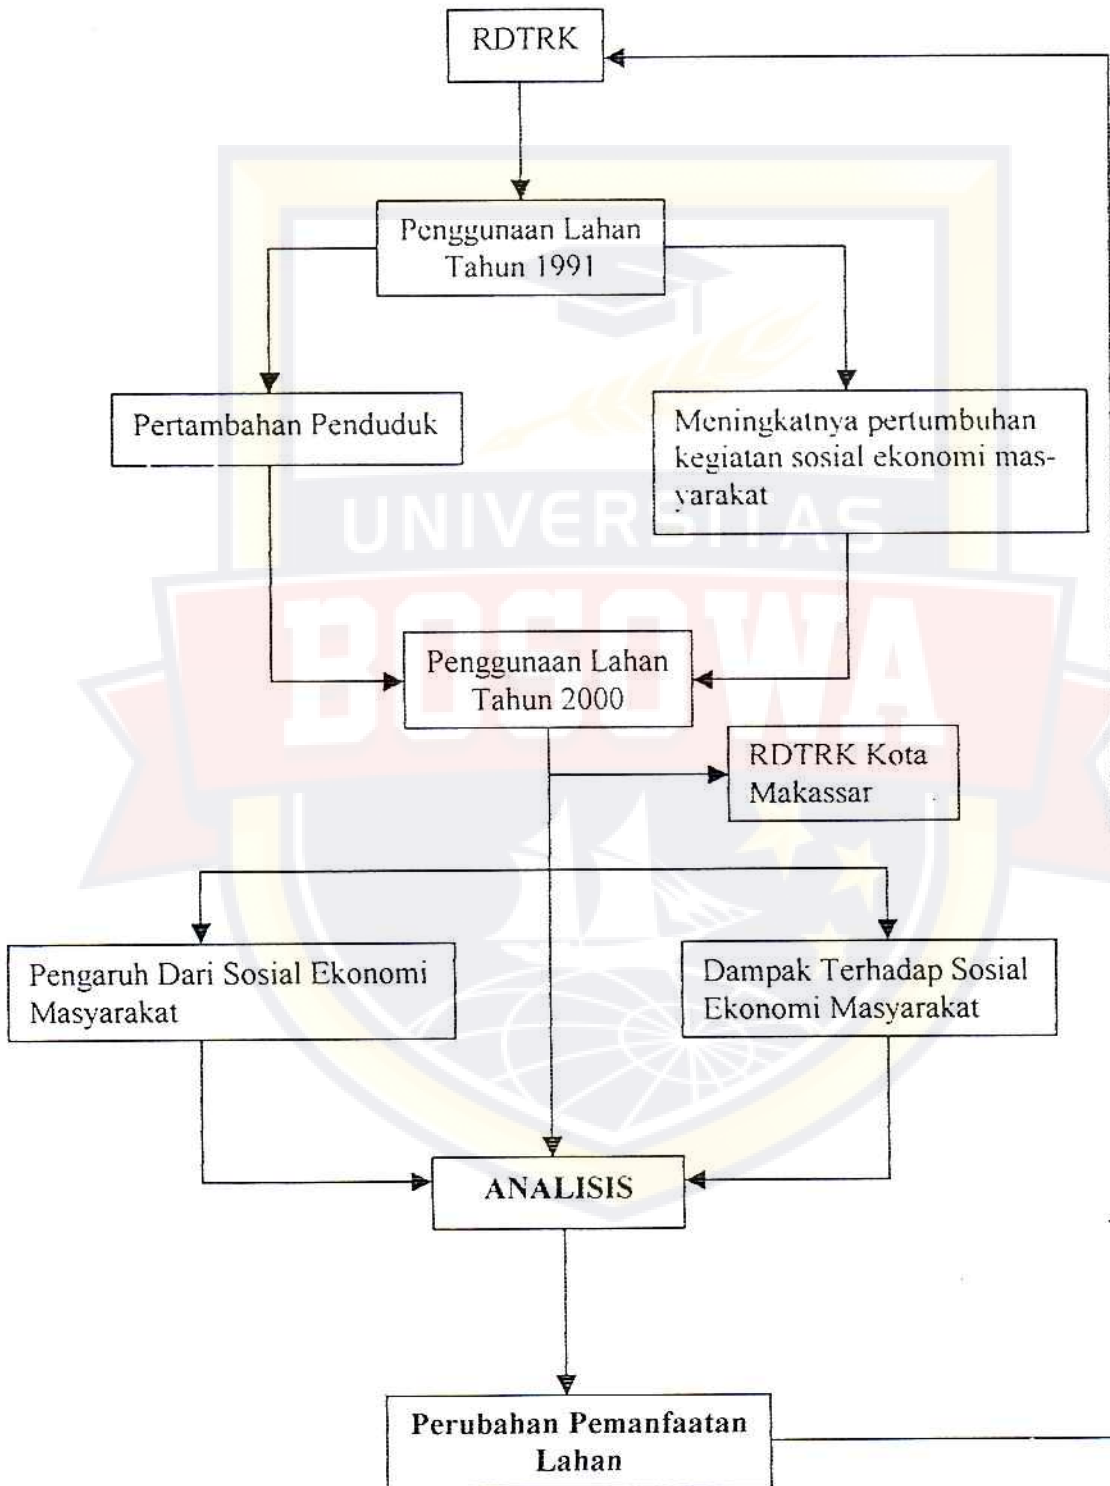 RDTRK
Penggunaan Lahan
Tahun 1991
Pertambahan Penduduk
Meningkatnya pertumbuhan
kegiatan sosial ekonomi mas-
yarakat
UNIVERSITAS
BOSOWA
Penggunaan Lahan
Tahun 2000
RDTRK Kota
Makassar
Pengaruh Dari Sosial Ekonomi
Masyarakat
Dampak Terhadap Sosial
Ekonomi Masyarakat
ANALISIS
Perubahan Pemanfaatan
Lahan